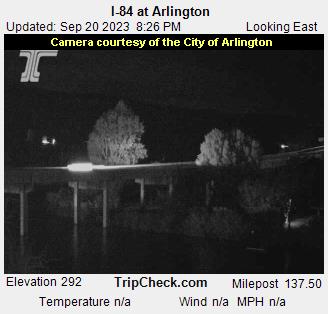 I-84 at Arlington
Updated: Sep 20 2023 8:26 PM Looking East
Camera courtesy of the City of Arlington
Elevation 292 TripCheck.com Milepost 137.50
Temperature n/a Wind n/a MPH n/a